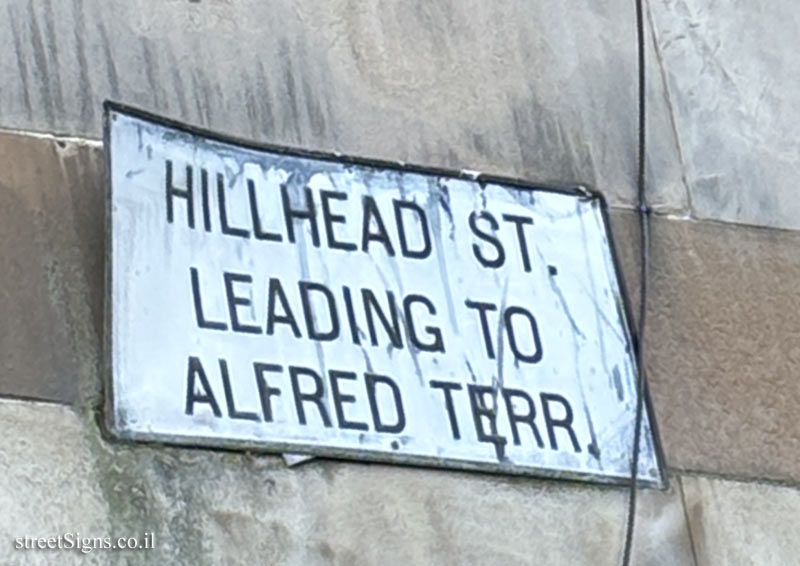 HILLHEAD ST.
LEADING TO
ALFRED TERR.
streetSigns.co.il